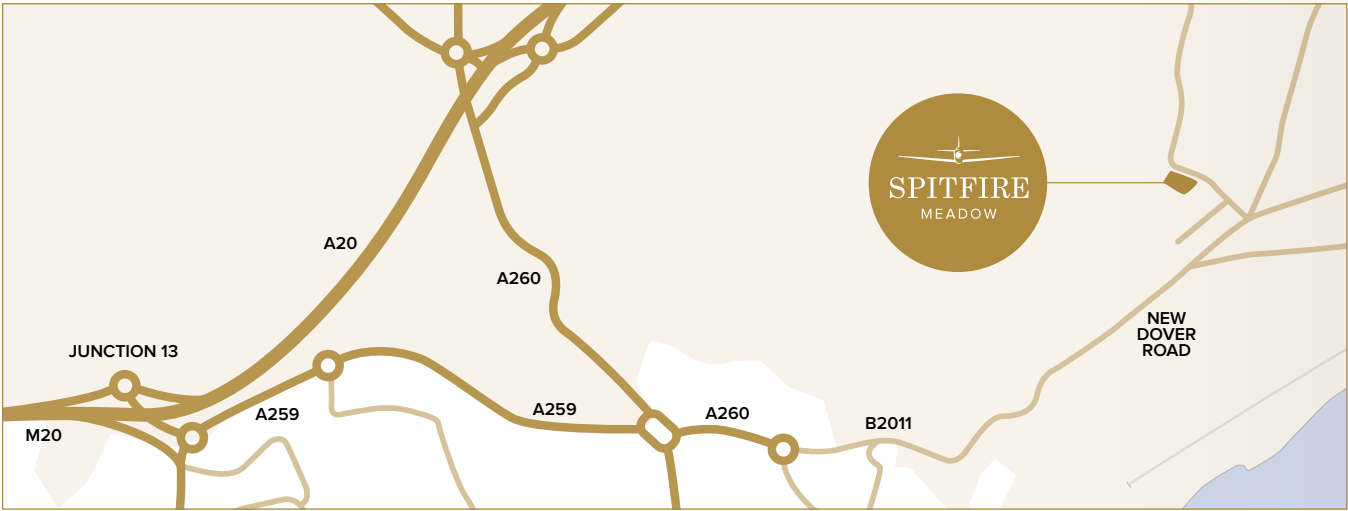 SPITFIRE
MEADOW
A20
A260
NEW
DOVER
ROAD
JUNCTION 13
A259
A259
A260
B2011
M20